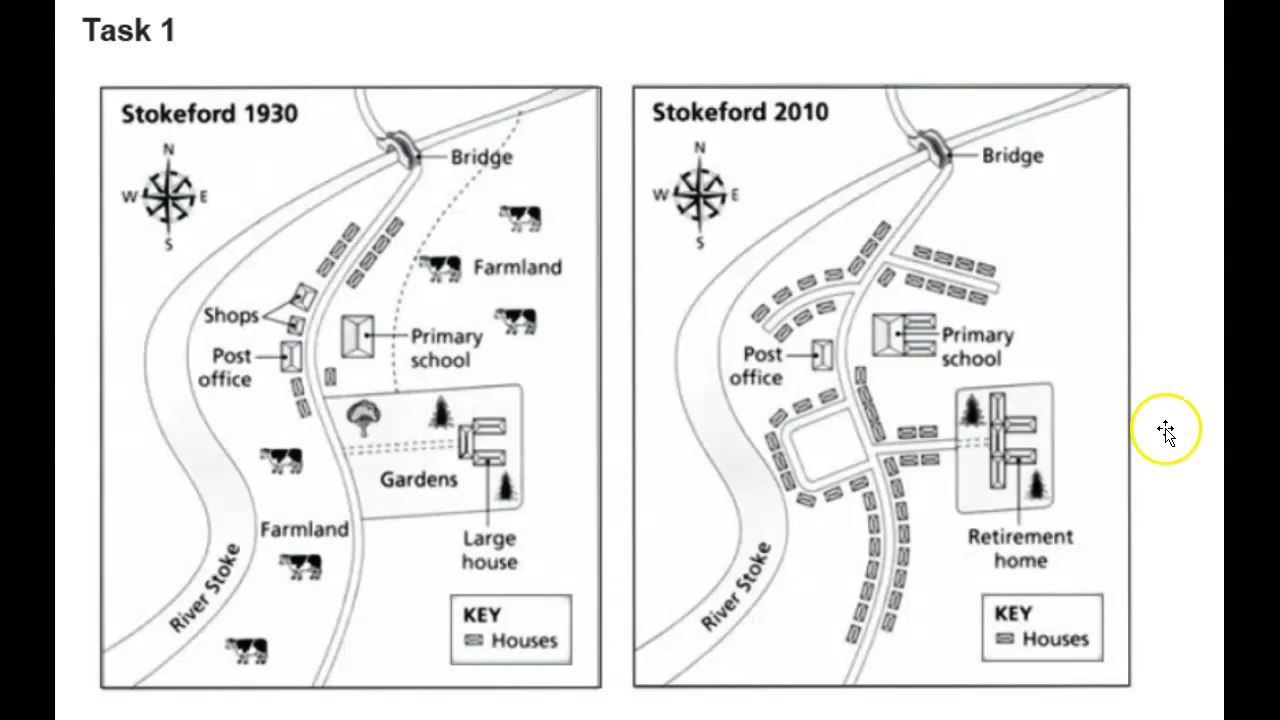 Task 1
Stokeford 1930
N
W E
S
Bridge
Farmland
Shops
Primary
school
Post
office
Gardens
Farmland
Large
house
River Stoke
KEY
Houses
Stokeford 2010
N
W E
S
Bridge
Primary
school
Post
office
Retirement
home
River Stoke
KEY
Houses